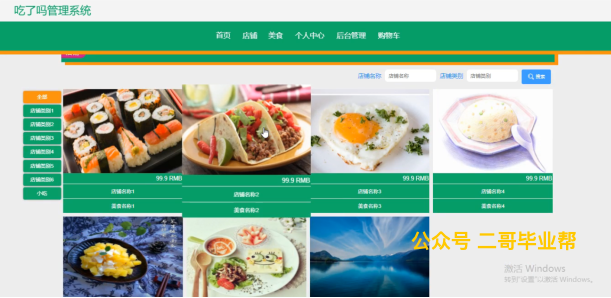 吃了吗管理系统
首页 店铺 美食 个人中心 后台管理 购物车
店铺名称 店铺名称 店铺类别 店铺类别 搜索
全部
店铺类别1
店铺类别2
店铺类别3
店铺类别4
店铺类别5
店铺类别6
小吃
99.9 RMB 99.9 RMB 99.9 RMB 99.9 RMB
店铺名称1 店铺名称2 店铺名称3 店铺名称4
美食名称1 美食名称2 美食名称3 美食名称4
公众号 二哥毕业帮
激活 Windows
转到"设置"以激活 Windows。